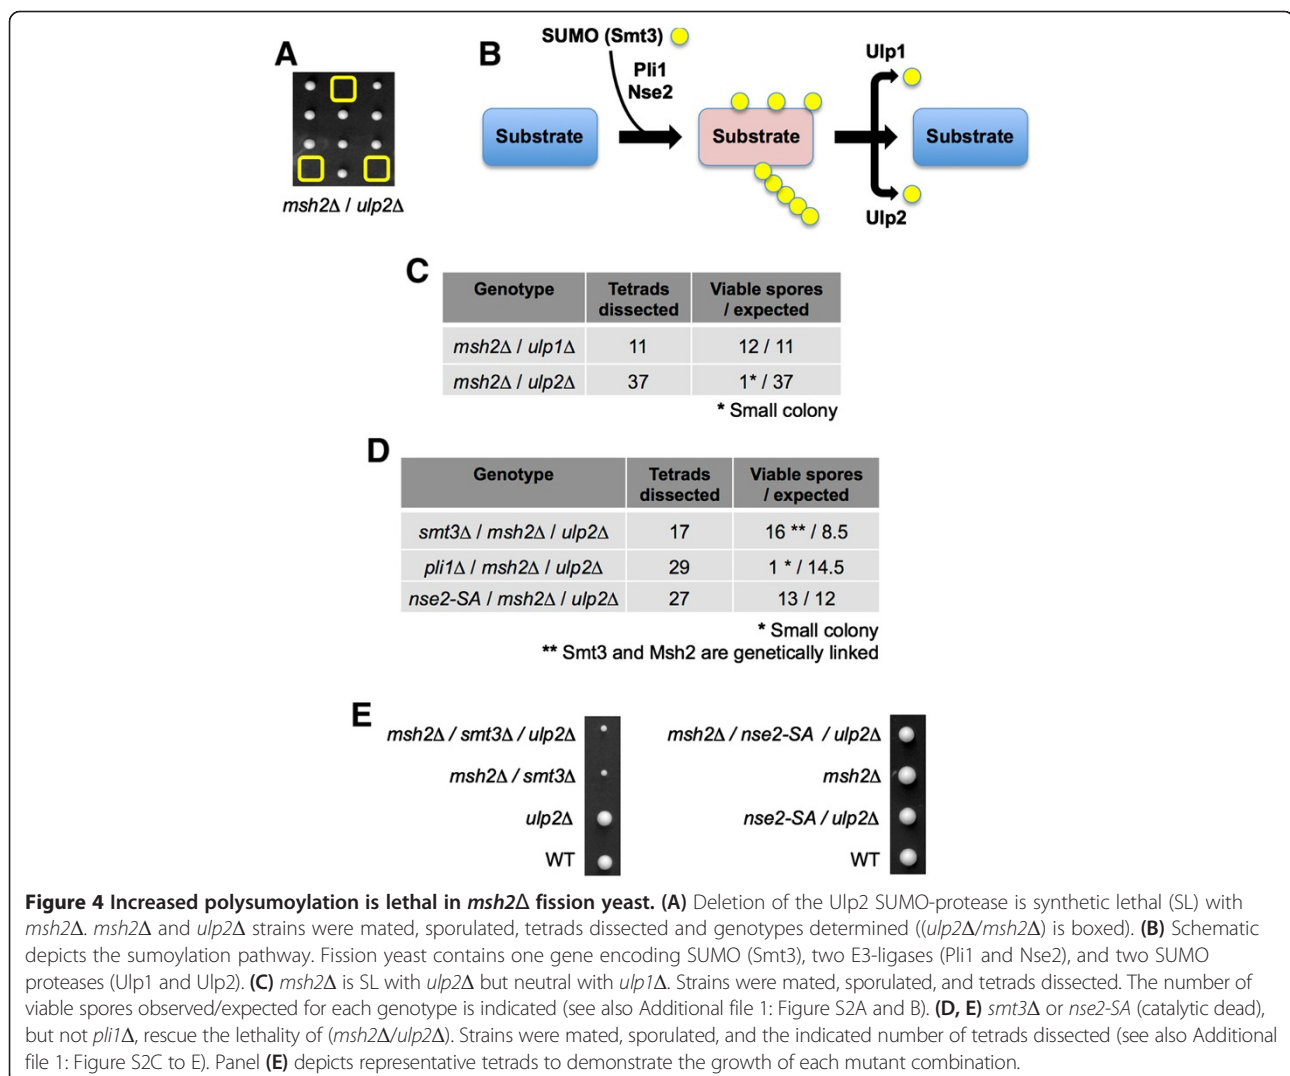 A
msh2Δ / ulp2Δ
B
SUMO (Smt3)
Pli1
Nse2
Substrate
Substrate
Substrate
Ulp1
Ulp2
C
Genotype Tetrads dissected Viable spores / expected
msh2Δ / ulp1Δ 11 12 / 11
msh2Δ / ulp2Δ 37 1* / 37
* Small colony
D
Genotype Tetrads dissected Viable spores / expected
smt3Δ / msh2Δ / ulp2Δ 17 16 ** / 8.5
pli1Δ / msh2Δ / ulp2Δ 29 1 * / 14.5
nse2-SA / msh2Δ / ulp2Δ 27 13 / 12
* Small colony
** Smt3 and Msh2 are genetically linked
E
msh2Δ / smt3Δ / ulp2Δ
msh2Δ / smt3Δ
ulp2Δ
WT
msh2Δ / nse2-SA / ulp2Δ
msh2Δ
nse2-SA / ulp2Δ
WT
Figure 4 Increased polysumoylation is lethal in msh2Δ fission yeast. (A) Deletion of the Ulp2 SUMO-protease is synthetic lethal (SL) with
msh2Δ. msh2Δ and ulp2Δ strains were mated, sporulated, tetrads dissected and genotypes determined ((ulp2Δ/msh2Δ) is boxed). (B) Schematic
depicts the sumoylation pathway. Fission yeast contains one gene encoding SUMO (Smt3), two E3-ligases (Pli1 and Nse2), and two SUMO
proteases (Ulp1 and Ulp2). (C) msh2Δ is SL with ulp2Δ but neutral with ulp1Δ. Strains were mated, sporulated, and tetrads dissected. The number of
viable spores observed/expected for each genotype is indicated (see also Additional file 1: Figure S2A and B). (D, E) smt3Δ or nse2-SA (catalytic dead),
but not pli1Δ, rescue the lethality of (msh2Δ/ulp2Δ). Strains were mated, sporulated, and the indicated number of tetrads dissected (see also Additional
file 1: Figure S2C to E). Panel (E) depicts representative tetrads to demonstrate the growth of each mutant combination.